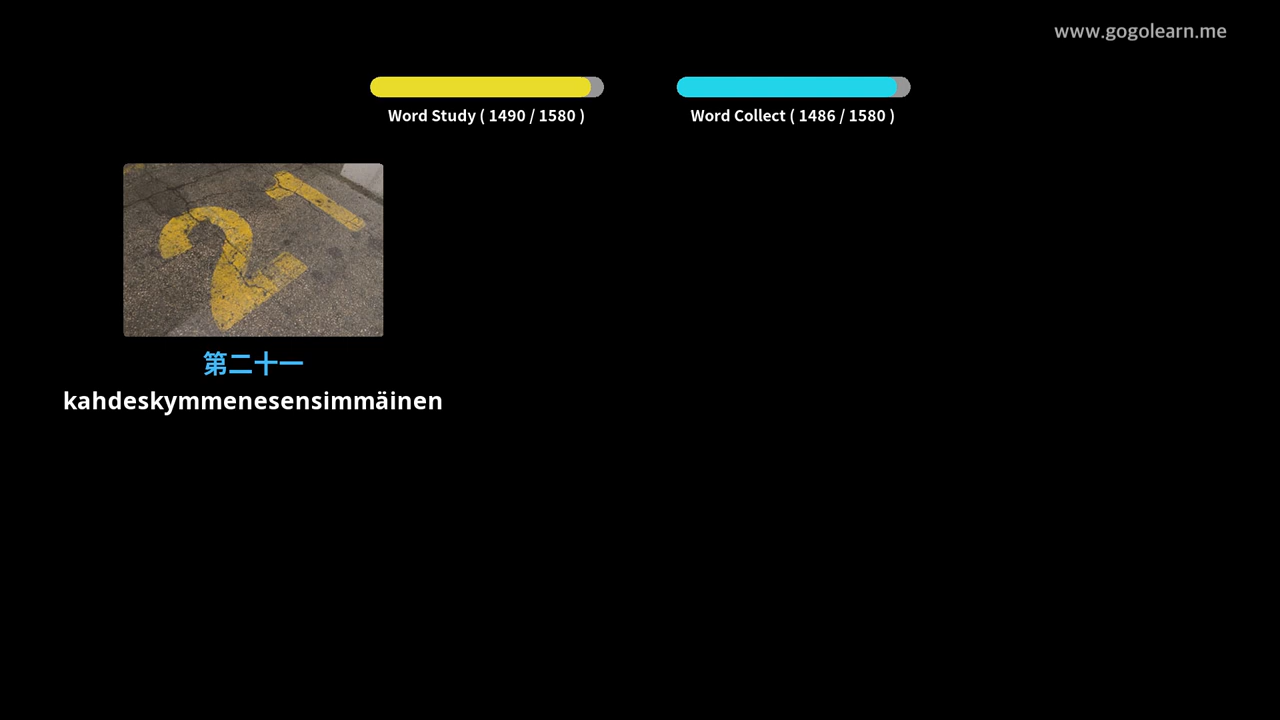 www.gogolearn.me
Word Study ( 1490 / 1580 )
Word Collect ( 1486 / 1580 )
21
第二十一
kahdeskymmenesensimmäinen